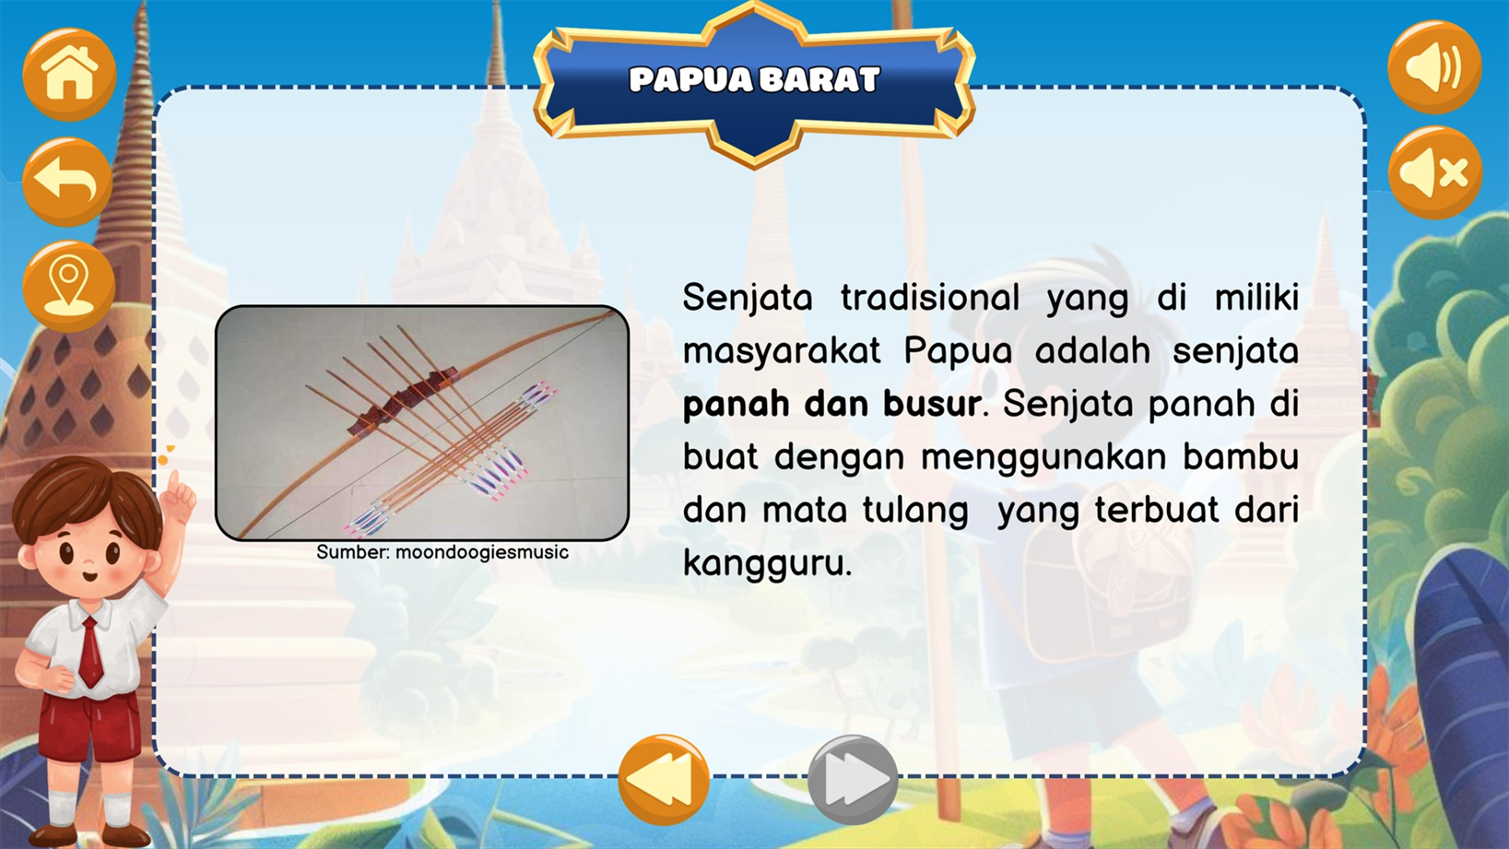 PAPUA BARAT
Senjata tradisional yang di miliki
masyarakat Papua adalah senjata
panah dan busur. Senjata panah di
buat dengan menggunakan bambu
dan mata tulang yang terbuat dari
kangguru.
Sumber: moondoogiesmusic